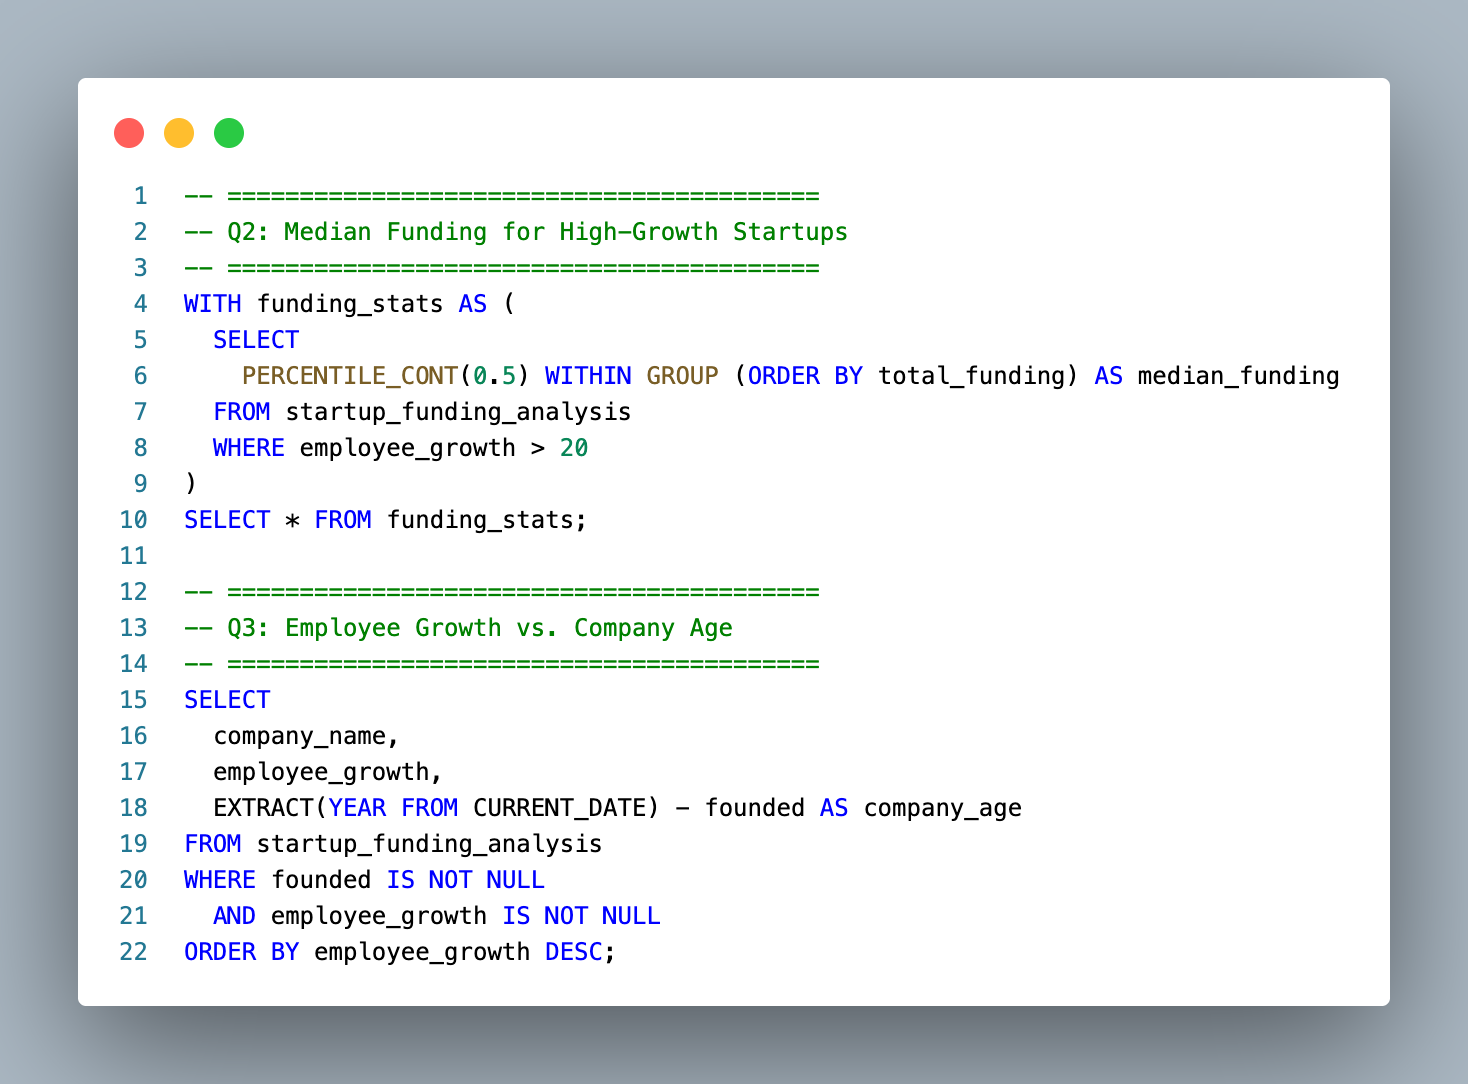 1 -- =========================================
2 -- Q2: Median Funding for High-Growth Startups
3 -- =========================================
4 WITH funding_stats AS (
5   SELECT
6     PERCENTILE_CONT(0.5) WITHIN GROUP (ORDER BY total_funding) AS median_funding
7   FROM startup_funding_analysis
8   WHERE employee_growth > 20
9 )
10 SELECT * FROM funding_stats;
11
12 -- =========================================
13 -- Q3: Employee Growth vs. Company Age
14 -- =========================================
15 SELECT
16   company_name,
17   employee_growth,
18   EXTRACT(YEAR FROM CURRENT_DATE) - founded AS company_age
19 FROM startup_funding_analysis
20 WHERE founded IS NOT NULL
21   AND employee_growth IS NOT NULL
22 ORDER BY employee_growth DESC;